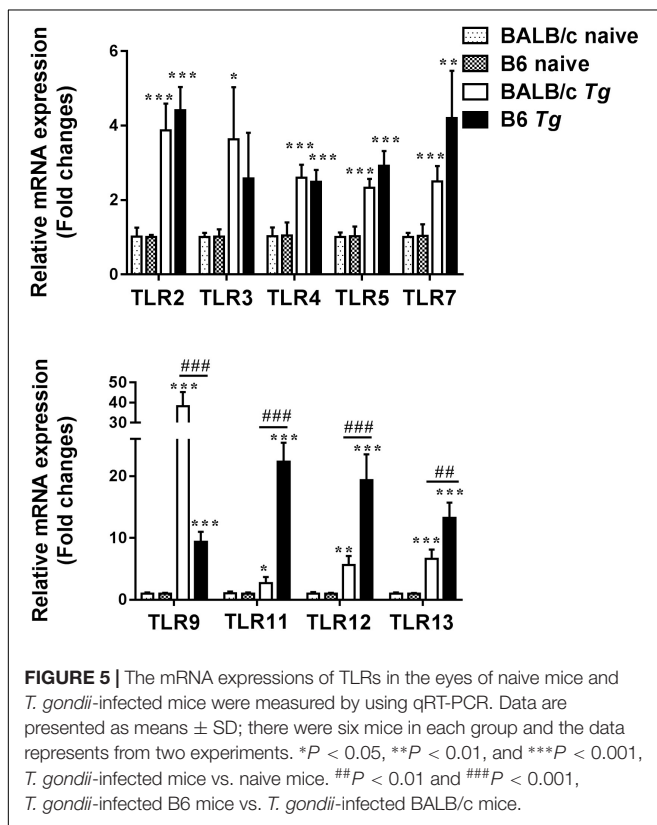 BALB/c naive
B6 naive
BALB/c Tg
B6 Tg
Relative mRNA expression
(Fold changes)
6
4
2
0
***
***
*
***
***
***
***
***
**
TLR2
TLR3
TLR4
TLR5
TLR7
Relative mRNA expression
(Fold changes)
50
40
30
20
10
0
###
***
***
###
*
***
###
**
***
##
***
***
TLR9
TLR11
TLR12
TLR13
FIGURE 5 | The mRNA expressions of TLRs in the eyes of naive mice and
T. gondii-infected mice were measured by using qRT-PCR. Data are
presented as means ± SD; there were six mice in each group and the data
represents from two experiments. *P < 0.05, **P < 0.01, and ***P < 0.001,
T. gondii-infected mice vs. naive mice. ##P < 0.01 and ###P < 0.001,
T. gondii-infected B6 mice vs. T. gondii-infected BALB/c mice.